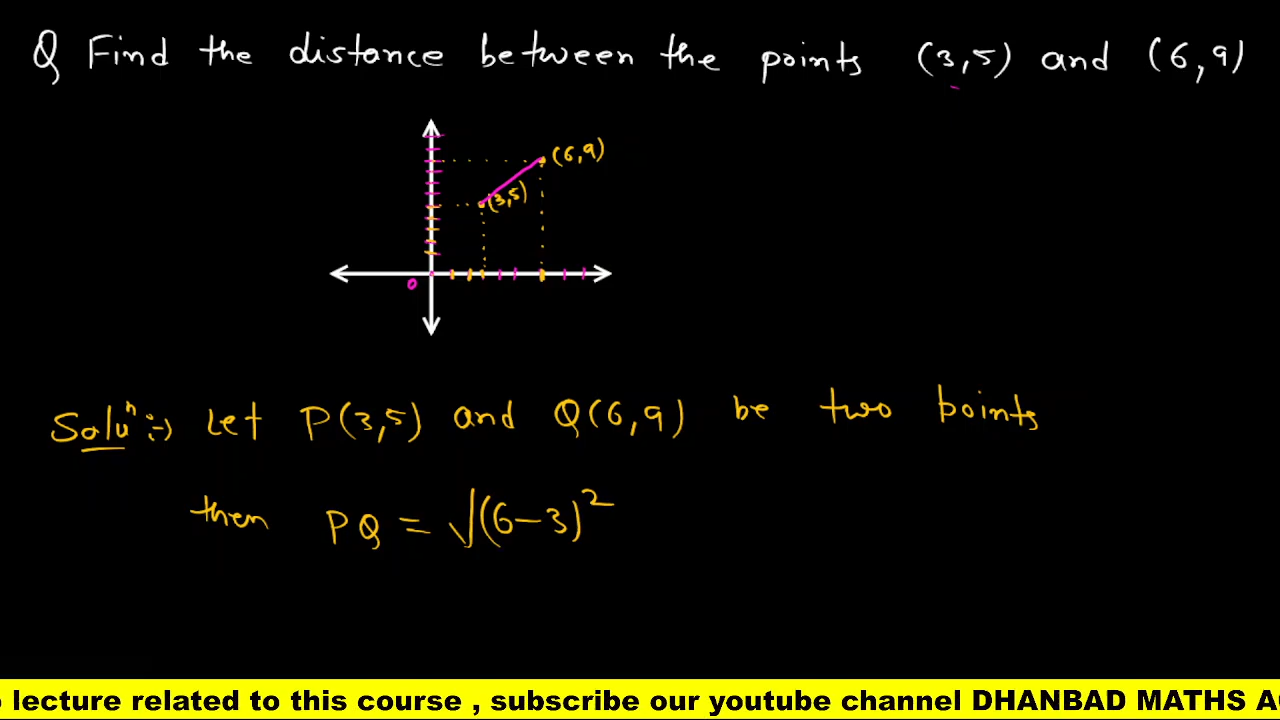 Q Find the distance between the points (3,5) and (6,9)
(6,9)
(3,5)
0
Soluⁿ:-) Let P(3,5) and Q(6,9) be two points
then PQ = √(6-3)²
lecture related to this course , subscribe our youtube channel DHANBAD MATHS